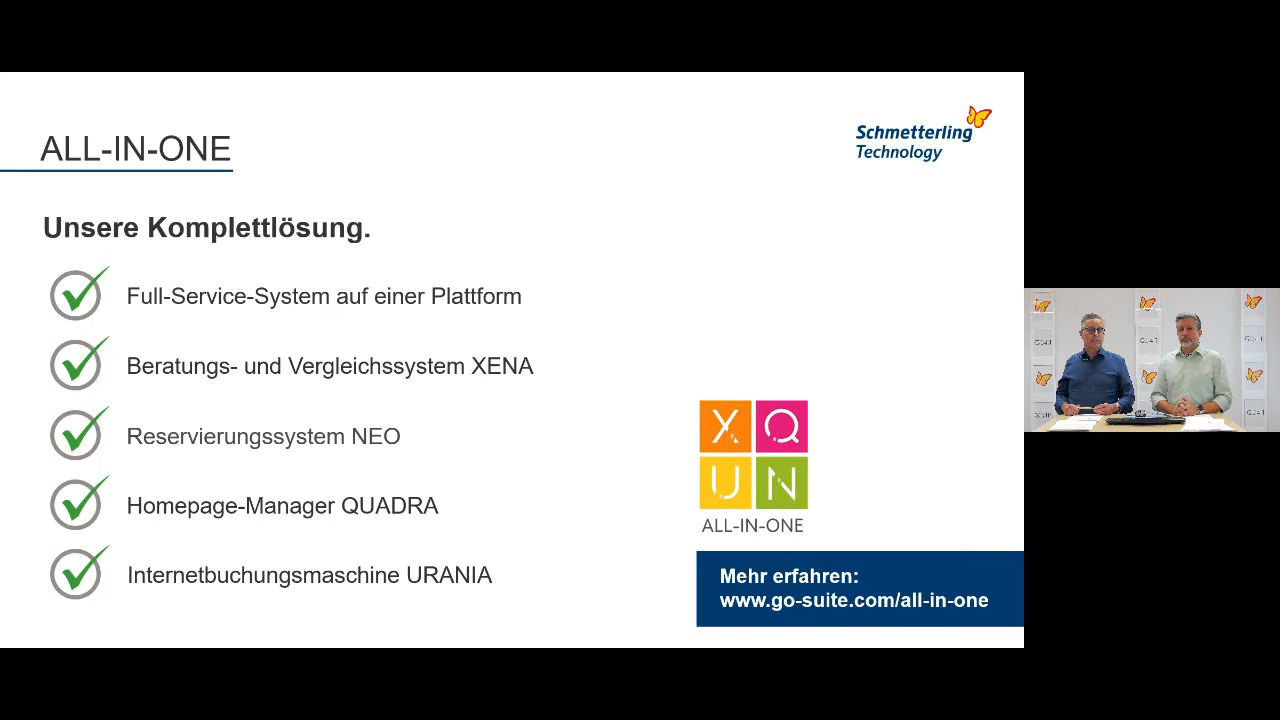 ALL-IN-ONE
Schmetterling
Technology
Unsere Komplettlösung.
Full-Service-System auf einer Plattform
Beratungs- und Vergleichssystem XENA
Reservierungssystem NEO
Homepage-Manager QUADRA
Internetbuchungsmaschine URANIA
X Q
U N
ALL-IN-ONE
Mehr erfahren:
www.go-suite.com/all-in-one